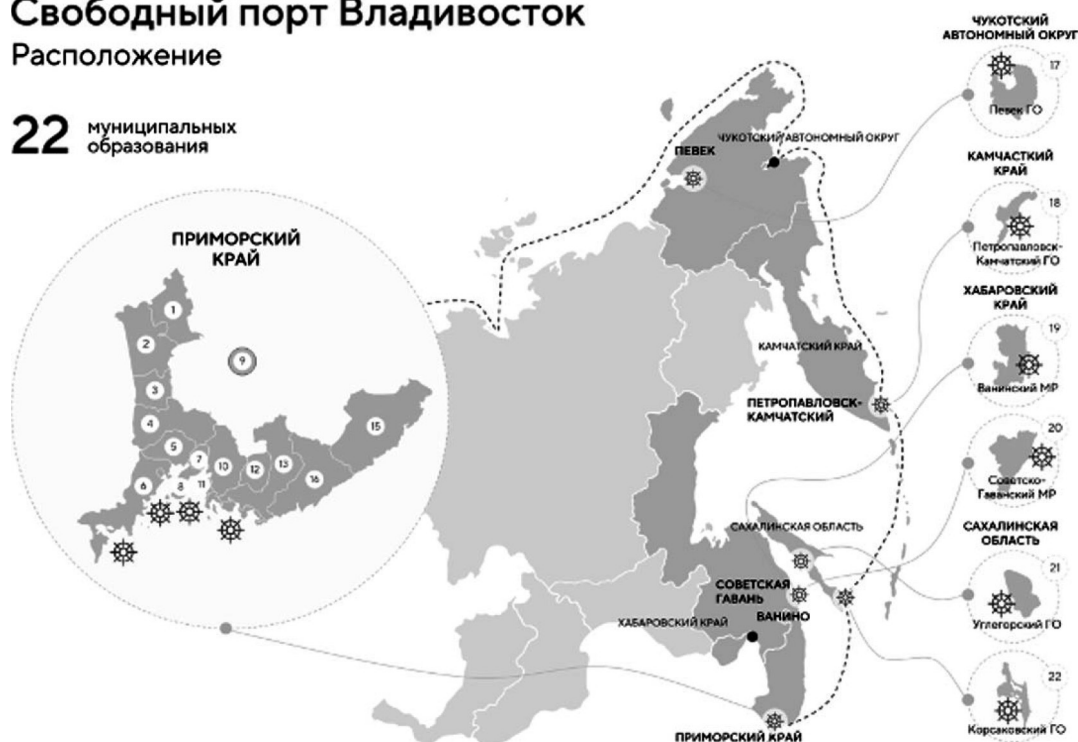 Свободный порт Владивосток
Расположение
22 муниципальных
образования
ПРИМОРСКИЙ
КРАЙ
1
2
3
4
5
6
7
8
9
10
11
12
13
15
16
ЧУКОТСКИЙ АВТОНОМНЫЙ ОКРУГ
ПЕВЕК
КАМЧАТСКИЙ КРАЙ
ПЕТРОПАВЛОВСК-
КАМЧАТСКИЙ
САХАЛИНСКАЯ ОБЛАСТЬ
СОВЕТСКАЯ
ГАВАНЬ
ВАНИНО
ХАБАРОВСКИЙ КРАЙ
ПРИМОРСКИЙ КРАЙ
ЧУКОТСКИЙ
АВТОНОМНЫЙ ОКРУГ
17
Певек ГО
КАМЧАСТКИЙ
КРАЙ
18
Петропавловск-
Камчатский ГО
ХАБАРОВСКИЙ
КРАЙ
19
Ванинский МР
20
Советско-
Гаванский МР
САХАЛИНСКАЯ
ОБЛАСТЬ
21
Углегорский ГО
22
Корсаковский ГО